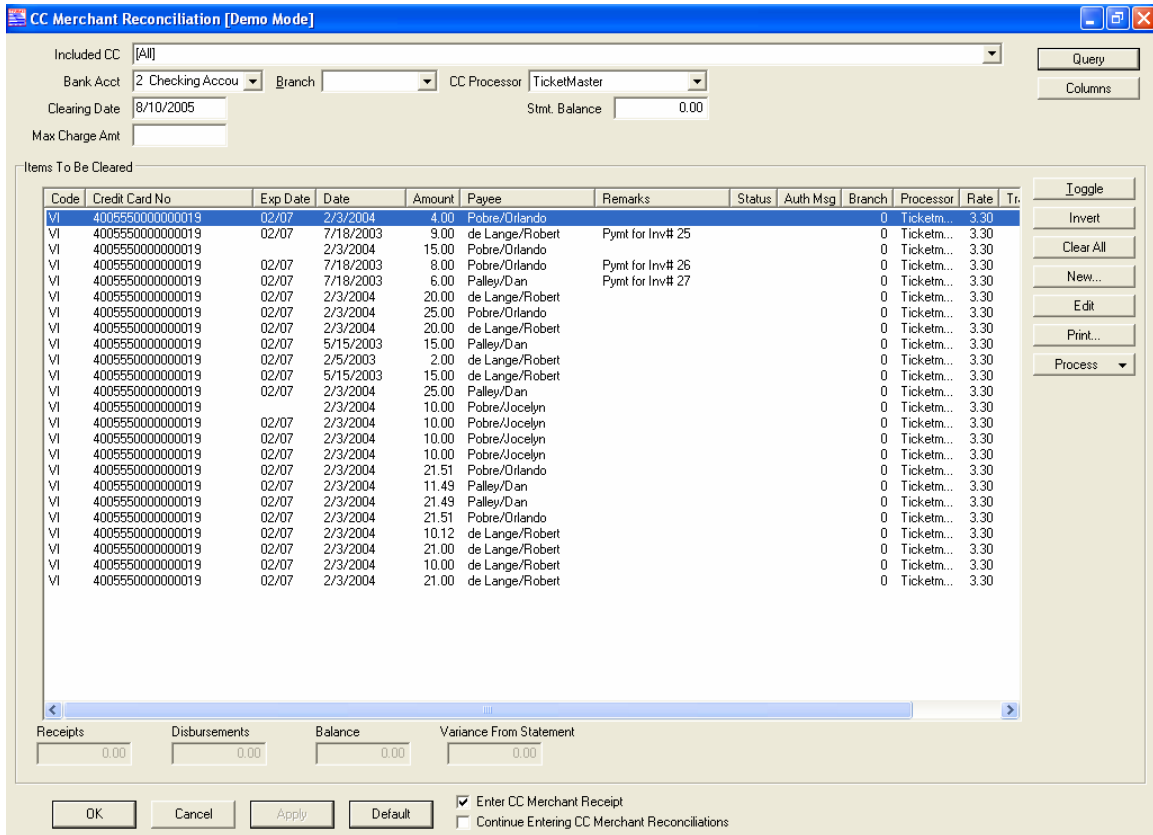 CC Merchant Reconciliation [Demo Mode]
Included CC [All] Query
Bank Acct 2 Checking Accou Branch CC Processor TicketMaster Columns
Clearing Date 8/10/2005 Stmt. Balance 0.00
Max Charge Amt
Items To Be Cleared
Code Credit Card No Exp Date Date Amount Payee Remarks Status Auth Msg Branch Processor Rate Tr
VI 4005550000000019 02/07 2/3/2004 4.00 Pobre/Orlando 0 Ticketm... 3.30
VI 4005550000000019 02/07 7/18/2003 9.00 de Lange/Robert Pymt for Inv# 25 0 Ticketm... 3.30
VI 4005550000000019 2/3/2004 15.00 Pobre/Orlando 0 Ticketm... 3.30
VI 4005550000000019 02/07 7/18/2003 8.00 Pobre/Orlando Pymt for Inv# 26 0 Ticketm... 3.30
VI 4005550000000019 02/07 7/18/2003 6.00 Palley/Dan Pymt for Inv# 27 0 Ticketm... 3.30
VI 4005550000000019 02/07 2/3/2004 20.00 de Lange/Robert 0 Ticketm... 3.30
VI 4005550000000019 02/07 2/3/2004 25.00 Pobre/Orlando 0 Ticketm... 3.30
VI 4005550000000019 02/07 2/3/2004 20.00 de Lange/Robert 0 Ticketm... 3.30
VI 4005550000000019 02/07 5/15/2003 15.00 Palley/Dan 0 Ticketm... 3.30
VI 4005550000000019 02/07 2/5/2003 2.00 de Lange/Robert 0 Ticketm... 3.30
VI 4005550000000019 02/07 5/15/2003 15.00 de Lange/Robert 0 Ticketm... 3.30
VI 4005550000000019 02/07 2/3/2004 25.00 Palley/Dan 0 Ticketm... 3.30
VI 4005550000000019 2/3/2004 10.00 Pobre/Jocelyn 0 Ticketm... 3.30
VI 4005550000000019 02/07 2/3/2004 10.00 Pobre/Jocelyn 0 Ticketm... 3.30
VI 4005550000000019 02/07 2/3/2004 10.00 Pobre/Jocelyn 0 Ticketm... 3.30
VI 4005550000000019 02/07 2/3/2004 10.00 Pobre/Jocelyn 0 Ticketm... 3.30
VI 4005550000000019 02/07 2/3/2004 21.51 Pobre/Orlando 0 Ticketm... 3.30
VI 4005550000000019 02/07 2/3/2004 11.49 Palley/Dan 0 Ticketm... 3.30
VI 4005550000000019 02/07 2/3/2004 21.49 Palley/Dan 0 Ticketm... 3.30
VI 4005550000000019 02/07 2/3/2004 21.51 Pobre/Orlando 0 Ticketm... 3.30
VI 4005550000000019 02/07 2/3/2004 10.12 de Lange/Robert 0 Ticketm... 3.30
VI 4005550000000019 02/07 2/3/2004 21.00 de Lange/Robert 0 Ticketm... 3.30
VI 4005550000000019 02/07 2/3/2004 10.00 de Lange/Robert 0 Ticketm... 3.30
VI 4005550000000019 02/07 2/3/2004 21.00 de Lange/Robert 0 Ticketm... 3.30
Toggle
Invert
Clear All
New...
Edit
Print...
Process
Receipts Disbursements Balance Variance From Statement
0.00 0.00 0.00 0.00
OK Cancel Apply Default
Enter CC Merchant Receipt
Continue Entering CC Merchant Reconciliations